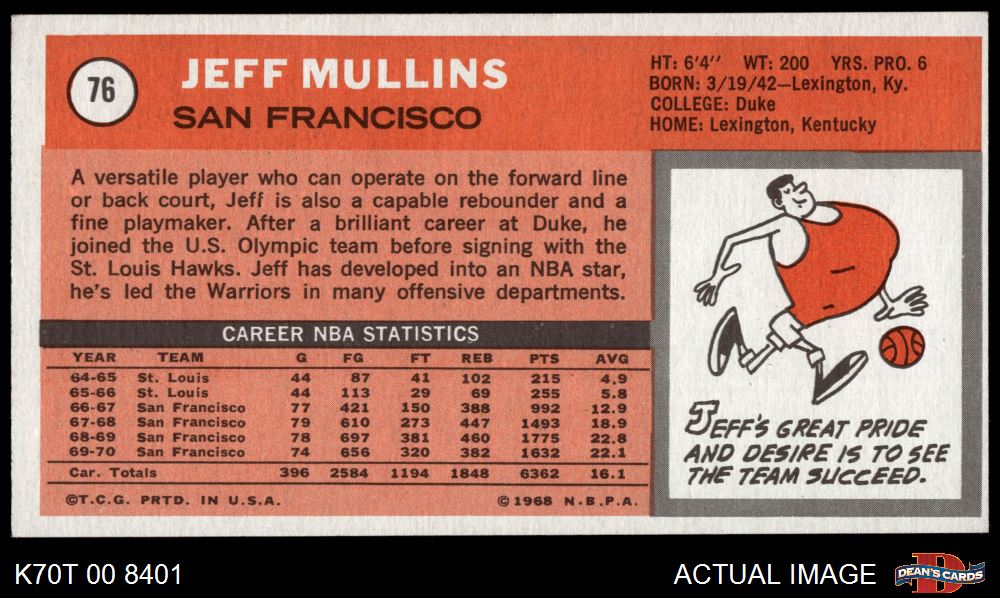 76
JEFF MULLINS
SAN FRANCISCO
HT: 6'4'' WT: 200 YRS. PRO. 6
BORN: 3/19/42—Lexington, Ky.
COLLEGE: Duke
HOME: Lexington, Kentucky
A versatile player who can operate on the forward line
or back court, Jeff is also a capable rebounder and a
fine playmaker. After a brilliant career at Duke, he
joined the U.S. Olympic team before signing with the
St. Louis Hawks. Jeff has developed into an NBA star,
he's led the Warriors in many offensive departments.
CAREER NBA STATISTICS
YEAR TEAM G FG FT REB PTS AVG
64-65 St. Louis 44 87 41 102 215 4.9
65-66 St. Louis 44 113 29 69 255 5.8
66-67 San Francisco 77 421 150 388 992 12.9
67-68 San Francisco 79 610 273 447 1493 18.9
68-69 San Francisco 78 697 381 460 1775 22.8
69-70 San Francisco 74 656 320 382 1632 22.1
Car. Totals 396 2584 1194 1848 6362 16.1
©T.C.G. PRTD. IN U.S.A. ©1968 N.B.P.A.
JEFF'S GREAT PRIDE
AND DESIRE IS TO SEE
THE TEAM SUCCEED.
K70T 00 8401
ACTUAL IMAGE
D
DEAN'S CARDS